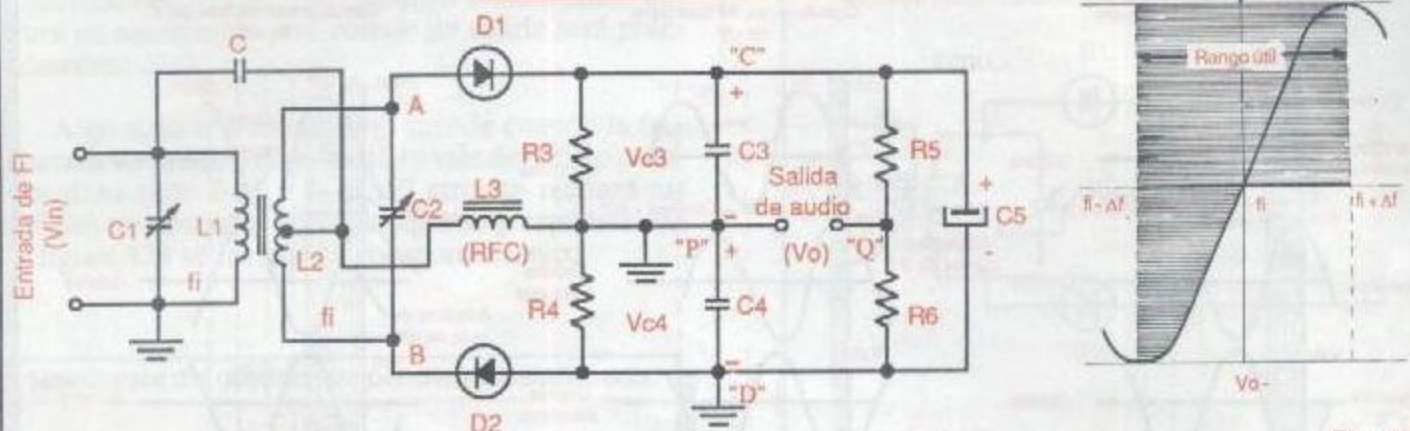 D1
C
"C"
+
A
Rango útil
R3
Vc3
C3
R5
Entrada de FI
(Vin)
C1
L1
L2
C2
L3
(RFC)
Salida
de audio
(Vo)
-
"P"
+
"Q"
+
C5
-
fi - Δf
fi
fi + Δf
fi
fi
R4
Vc4
C4
R6
B
-
"D"
D2
Vo-